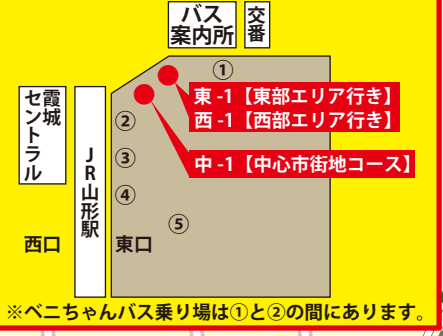 バス
案内所
交番
①
東-1【東部エリア行き】
西-1【西部エリア行き】
霞城セントラル
②
中-1【中心市街地コース】
JR山形駅
③
④
⑤
西口
東口
※ベニちゃんバス乗り場は①と②の間にあります。